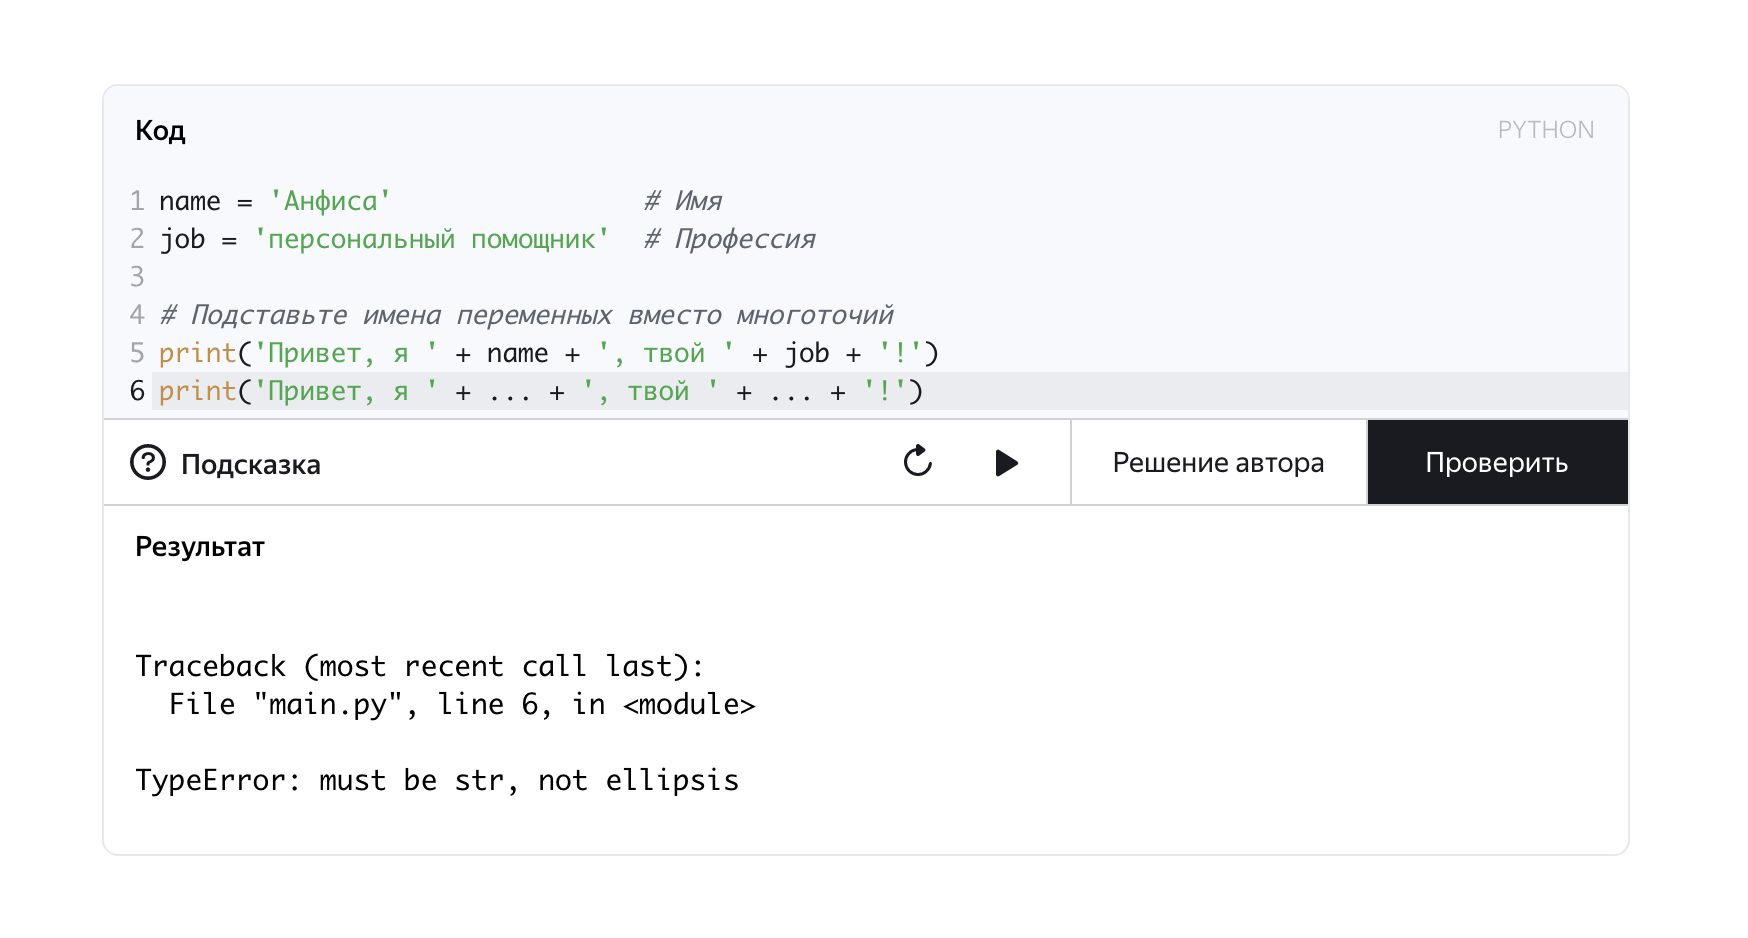 Код
PYTHON
1 name = 'Анфиса'                # Имя
2 job = 'персональный помощник'  # Профессия
3
4 # Подставьте имена переменных вместо многоточий
5 print('Привет, я ' + name + ', твой ' + job + '!')
6 print('Привет, я ' + ... + ', твой ' + ... + '!')
? Подсказка
Решение автора
Проверить
Результат
Traceback (most recent call last):
  File "main.py", line 6, in <module>
TypeError: must be str, not ellipsis